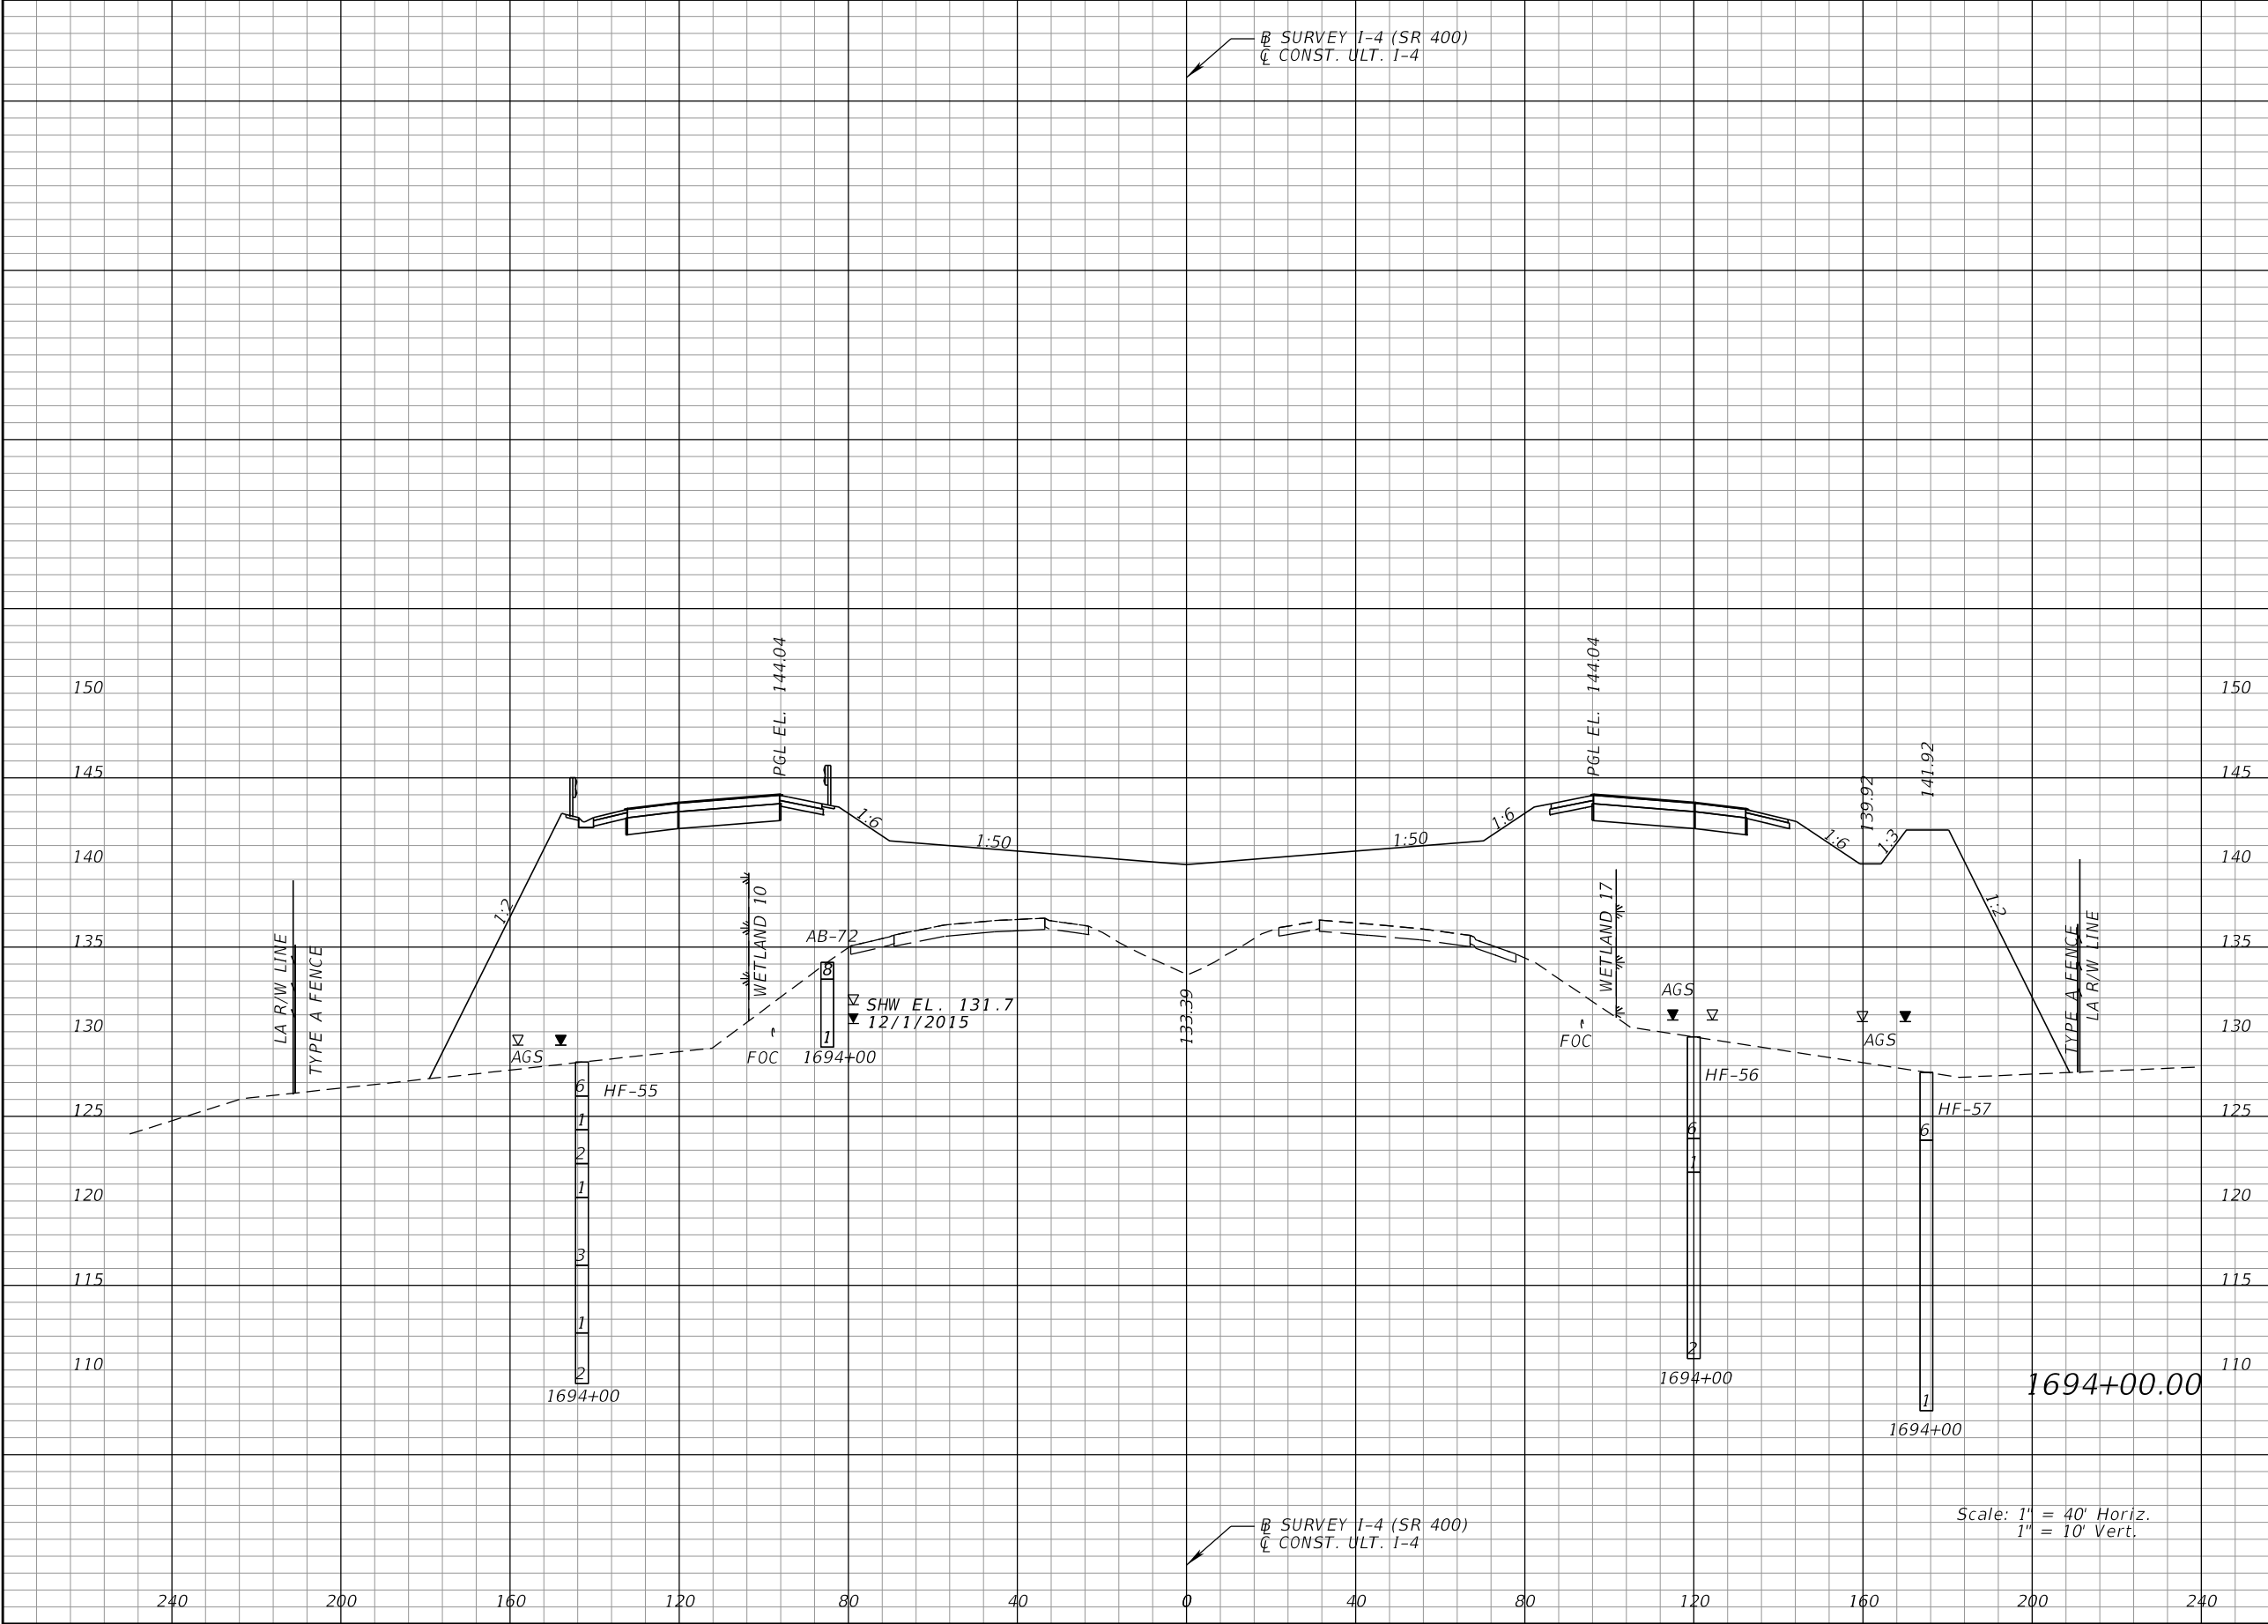 ℄ SURVEY I-4 (SR 400)
℄ CONST. ULT. I-4
PGL EL. 144.04
PGL EL. 144.04
150
150
145
145
141.92
139.92
1:6
1:50
1:50
1:6
1:6
1:3
140
140
1:2
1:2
WETLAND 10
WETLAND 17
AB-72
135
135
LA R/W LINE
TYPE A FENCE
TYPE A FENCE
LA R/W LINE
8
AGS
SHW EL. 131.7
12/1/2015
133.39
130
130
1
AGS
FOC
1694+00
FOC
AGS
6
HF-55
HF-56
HF-57
125
125
1
6
6
2
1
1
120
120
3
115
115
1
2
2
110
110
1694+00
1694+00
1
1694+00
1694+00.00
Scale: 1" = 40' Horiz.
1" = 10' Vert.
℄ SURVEY I-4 (SR 400)
℄ CONST. ULT. I-4
240 200 160 120 80 40 0 40 80 120 160 200 240